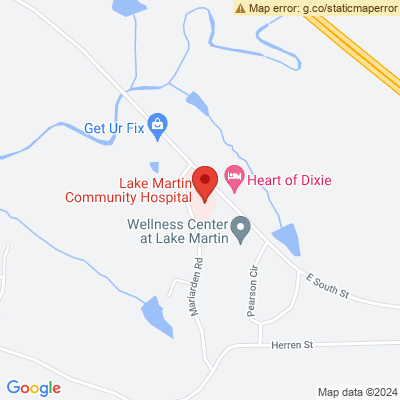 Map error: g.co/staticmaperror
Get Ur Fix
Lake Martin
Community Hospital
Heart of Dixie
Wellness Center
at Lake Martin
Mariarden Rd
Pearson Cir
E South St
Herren St
Google
Map data ©2024